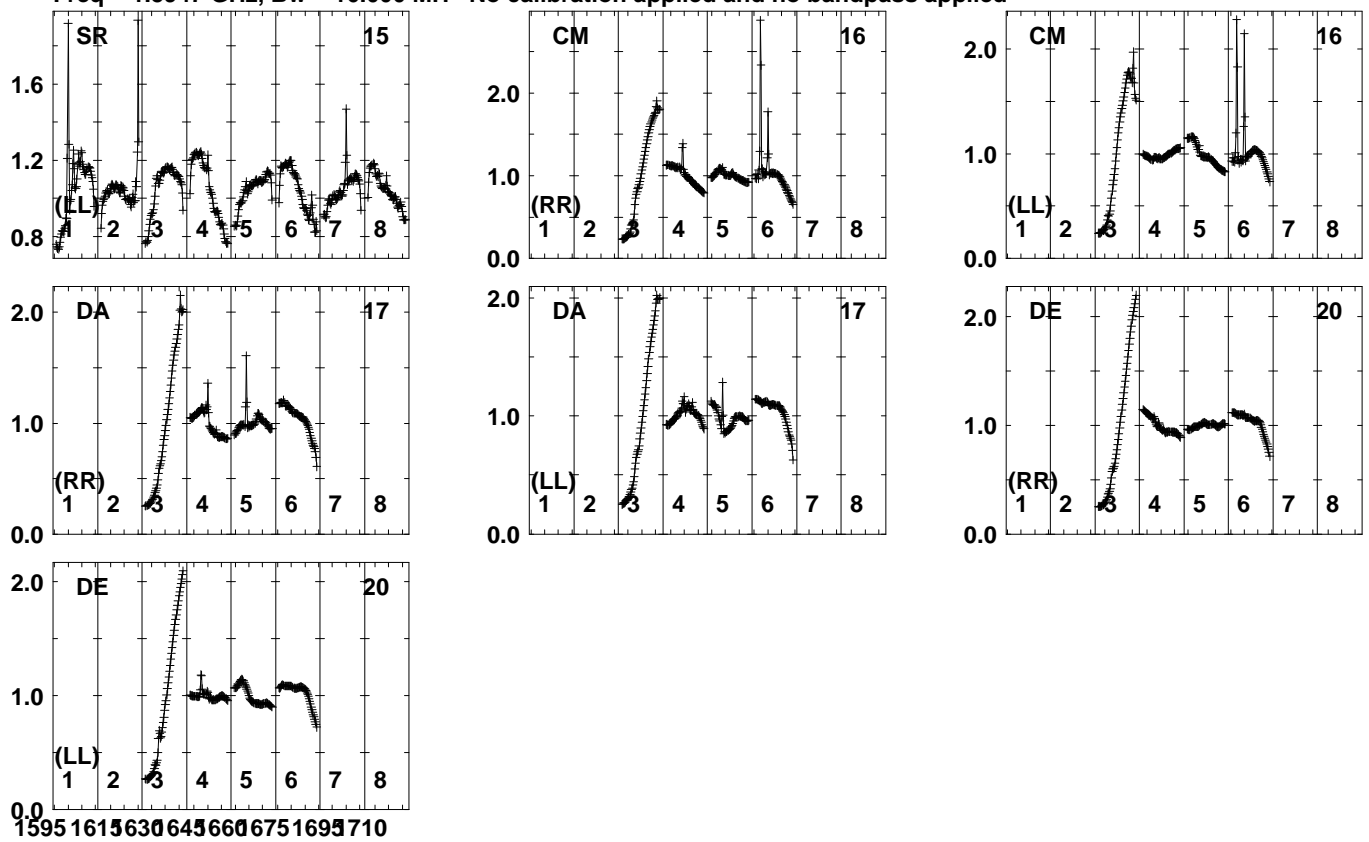 No calibration applied and no bandpass applied
SR 15
1.6
1.2
0.8
(LL)
1 2 3 4 5 6 7 8
CM 16
2.0
1.0
0.0
(RR)
1 2 3 4 5 6 7 8
CM 16
2.0
1.0
0.0
(LL)
1 2 3 4 5 6 7 8
DA 17
2.0
1.0
0.0
(RR)
1 2 3 4 5 6 7 8
DA 17
2.0
1.0
0.0
(LL)
1 2 3 4 5 6 7 8
DE 20
2.0
1.0
0.0
(RR)
1 2 3 4 5 6 7 8
DE 20
2.0
1.0
0.0
(LL)
1 2 3 4 5 6 7 8
1595 1615 1630 1645 1660 1675 1695 1710